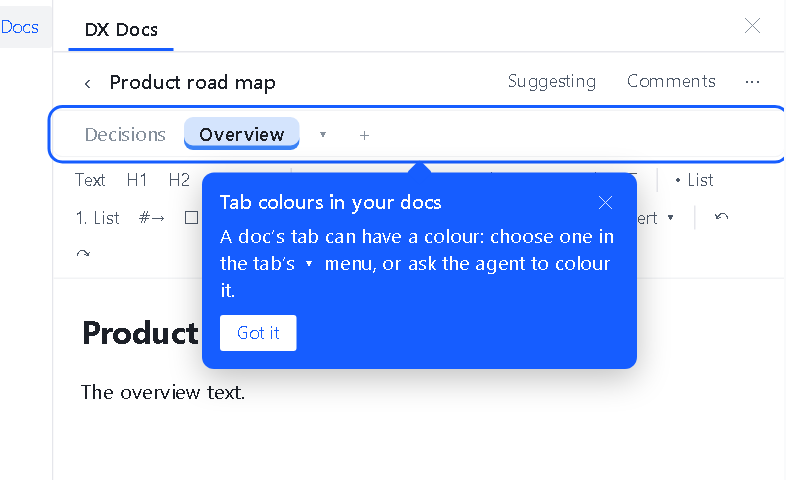 Docs
DX Docs
‹ Product road map Suggesting Comments ...
Decisions Overview ▾ +
Text H1 H2 • List
1. List #→ ☐ ▾ ↶
↷
Tab colours in your docs
A doc's tab can have a colour: choose one in
the tab's ▾ menu, or ask the agent to colour
it.
Got it
Product
The overview text.